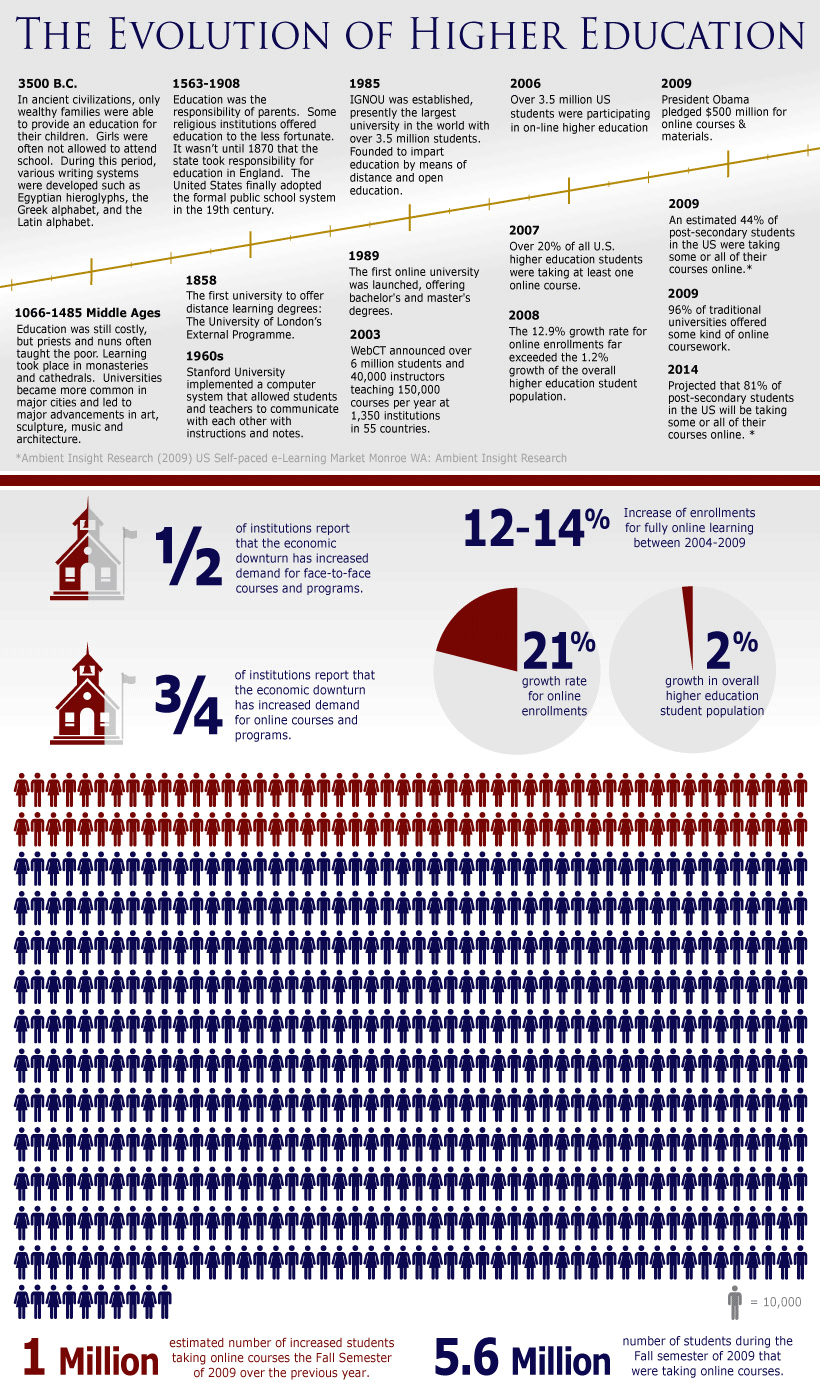 The Evolution of Higher Education
3500 B.C.
In ancient civilizations, only
wealthy families were able
to provide an education for
their children.  Girls were
often not allowed to attend
school.  During this period,
various writing systems
were developed such as
Egyptian hieroglyphs, the
Greek alphabet, and the
Latin alphabet.
1563-1908
Education was the
responsibility of parents.  Some
religious institutions offered
education to the less fortunate.
It wasn't until 1870 that the
state took responsibility for
education in England.  The
United States finally adopted
the formal public school system
in the 19th century.
1985
IGNOU was established,
presently the largest
university in the world with
over 3.5 million students.
Founded to impart
education by means of
distance and open
education.
2006
Over 3.5 million US
students were participating
in on-line higher education
2009
President Obama
pledged $500 million for
online courses &
materials.
1066-1485 Middle Ages
Education was still costly,
but priests and nuns often
taught the poor. Learning
took place in monasteries
and cathedrals.  Universities
became more common in
major cities and led to
major advancements in art,
sculpture, music and
architecture.
1858
The first university to offer
distance learning degrees:
The University of London's
External Programme.
1960s
Stanford University
implemented a computer
system that allowed students
and teachers to communicate
with each other with
instructions and notes.
1989
The first online university
was launched, offering
bachelor's and master's
degrees.
2003
WebCT announced over
6 million students and
40,000 instructors
teaching 150,000
courses per year at
1,350 institutions
in 55 countries.
2007
Over 20% of all U.S.
higher education students
were taking at least one
online course.
2008
The 12.9% growth rate for
online enrollments far
exceeded the 1.2%
growth of the overall
higher education student
population.
2009
An estimated 44% of
post-secondary students
in the US were taking
some or all of their
courses online.*
2009
96% of traditional
universities offered
some kind of online
coursework.
2014
Projected that 81% of
post-secondary students
in the US will be taking
some or all of their
courses online. *
*Ambient Insight Research (2009) US Self-paced e-Learning Market Monroe WA: Ambient Insight Research
½
of institutions report
that the economic
downturn has increased
demand for face-to-face
courses and programs.
12-14%
Increase of enrollments
for fully online learning
between 2004-2009
¾
of institutions report that
the economic downturn
has increased demand
for online courses and
programs.
21%
growth rate
for online
enrollments
2%
growth in overall
higher education
student population
= 10,000
1 Million
estimated number of increased students
taking online courses the Fall Semester
of 2009 over the previous year.
5.6 Million
number of students during the
Fall semester of 2009 that
were taking online courses.